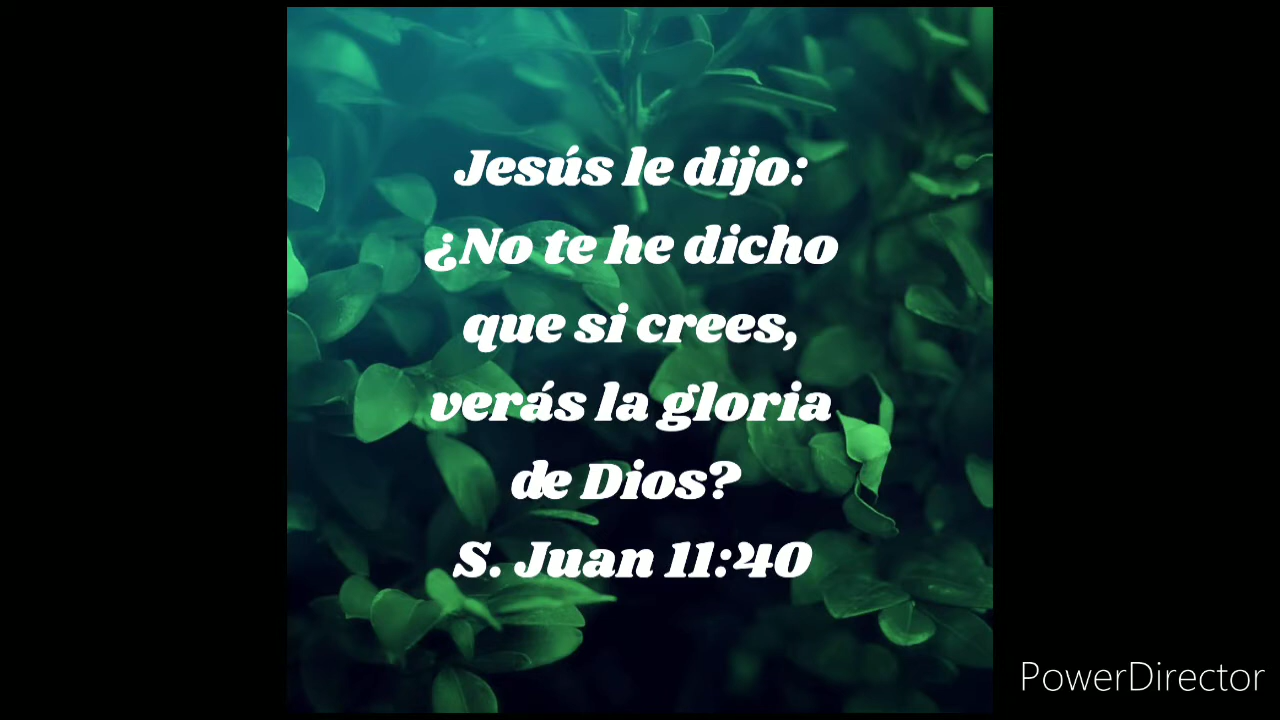 Jesús le dijo:
¿No te he dicho
que si crees,
verás la gloria
de Dios?
S. Juan 11:40
PowerDirector